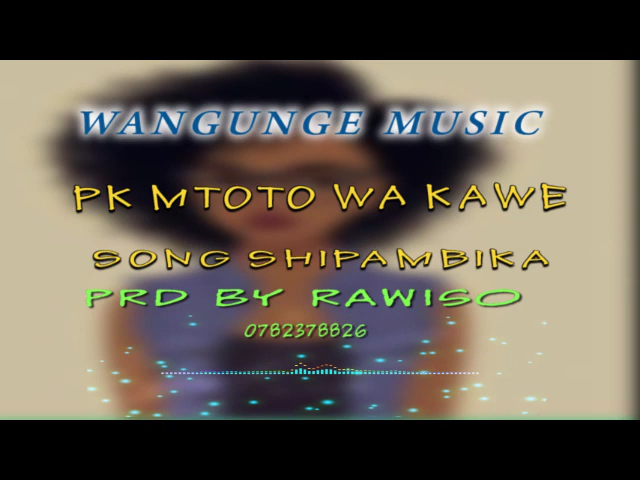 WANGUNGE MUSIC
PK MTOTO WA KAWE
SONG SHIPAMBIKA
PRD BY RAWISO
0782378826